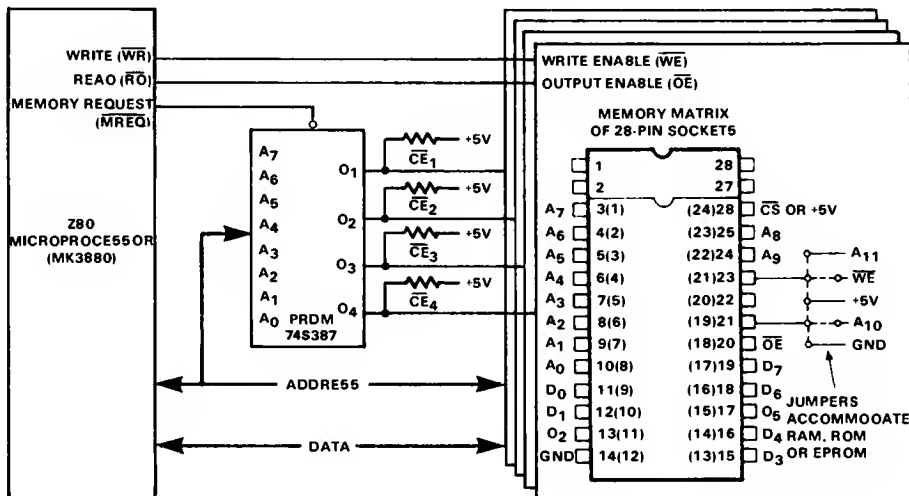 WRITE (WR)
READ (RO)
MEMORY REQUEST
(MREQ)
Z80
MICROPROCE55OR
(MK3880)
A7
A6
A5
A4
A3
A2
A1
A0
O1
O2
O3
O4
PRDM
74S387
+5V
CE1
+5V
CE2
+5V
CE3
+5V
CE4
ADDRE55
DATA
WRITE ENA8LE (WE)
OUTPUT ENA8LE (OE)
MEMORY MATRIX
OF 28-PIN SOCKET5
1 28
2 27
A7 3(1) (24)28 CS OR +5V
A6 4(2) (23)25 A8
A5 5(3) (22)24 A9
A4 6(4) (21)23
A3 7(5) (20)22
A2 8(6) (19)21
A1 9(7) (18)20 OE
A0 10(8) (17)19 D7
D0 11(9) (16)18 D6
D1 12(10) (15)17 O5
O2 13(11) (14)16 D4
GND 14(12) (13)15 D3
A11
WE
+5V
A10
GND
JUMPERS
ACCOMMOOATE
RAM, ROM
OR EPROM